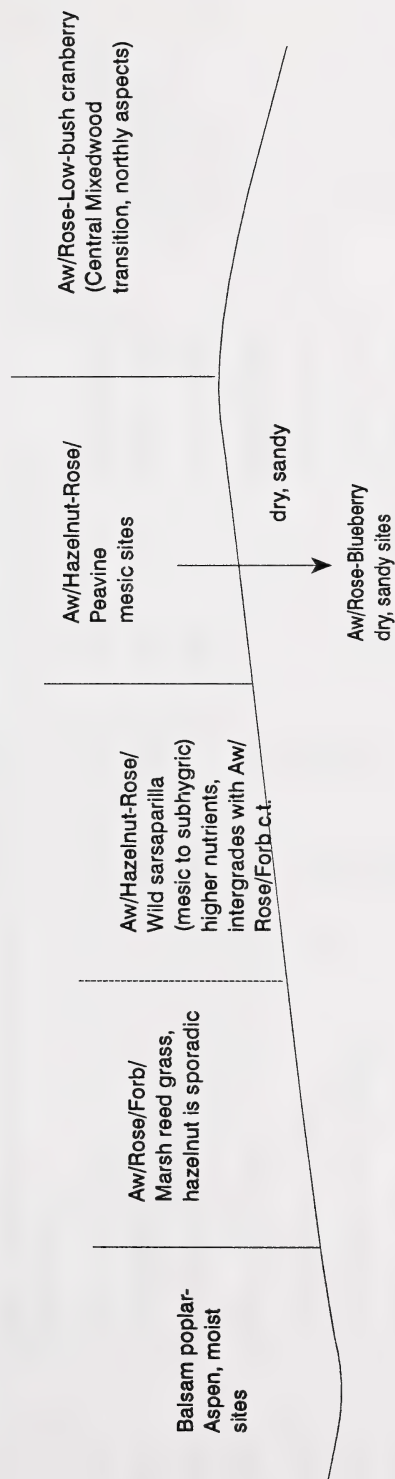 Balsam poplar-
Aspen, moist
sites
Aw/Rose/Forb/
Marsh reed grass,
hazelnut is sporadic
Aw/Hazelnut-Rose/
Wild sarsaparilla
(mesic to subhygric)
higher nutrients,
intergrades with Aw/
Rose/Forb c.t.
Aw/Hazelnut-Rose/
Peavine
mesic sites
dry, sandy
Aw/Rose-Blueberry
dry, sandy sites
Aw/Rose-Low-bush cranberry
(Central Mixedwood
transition, northly aspects)